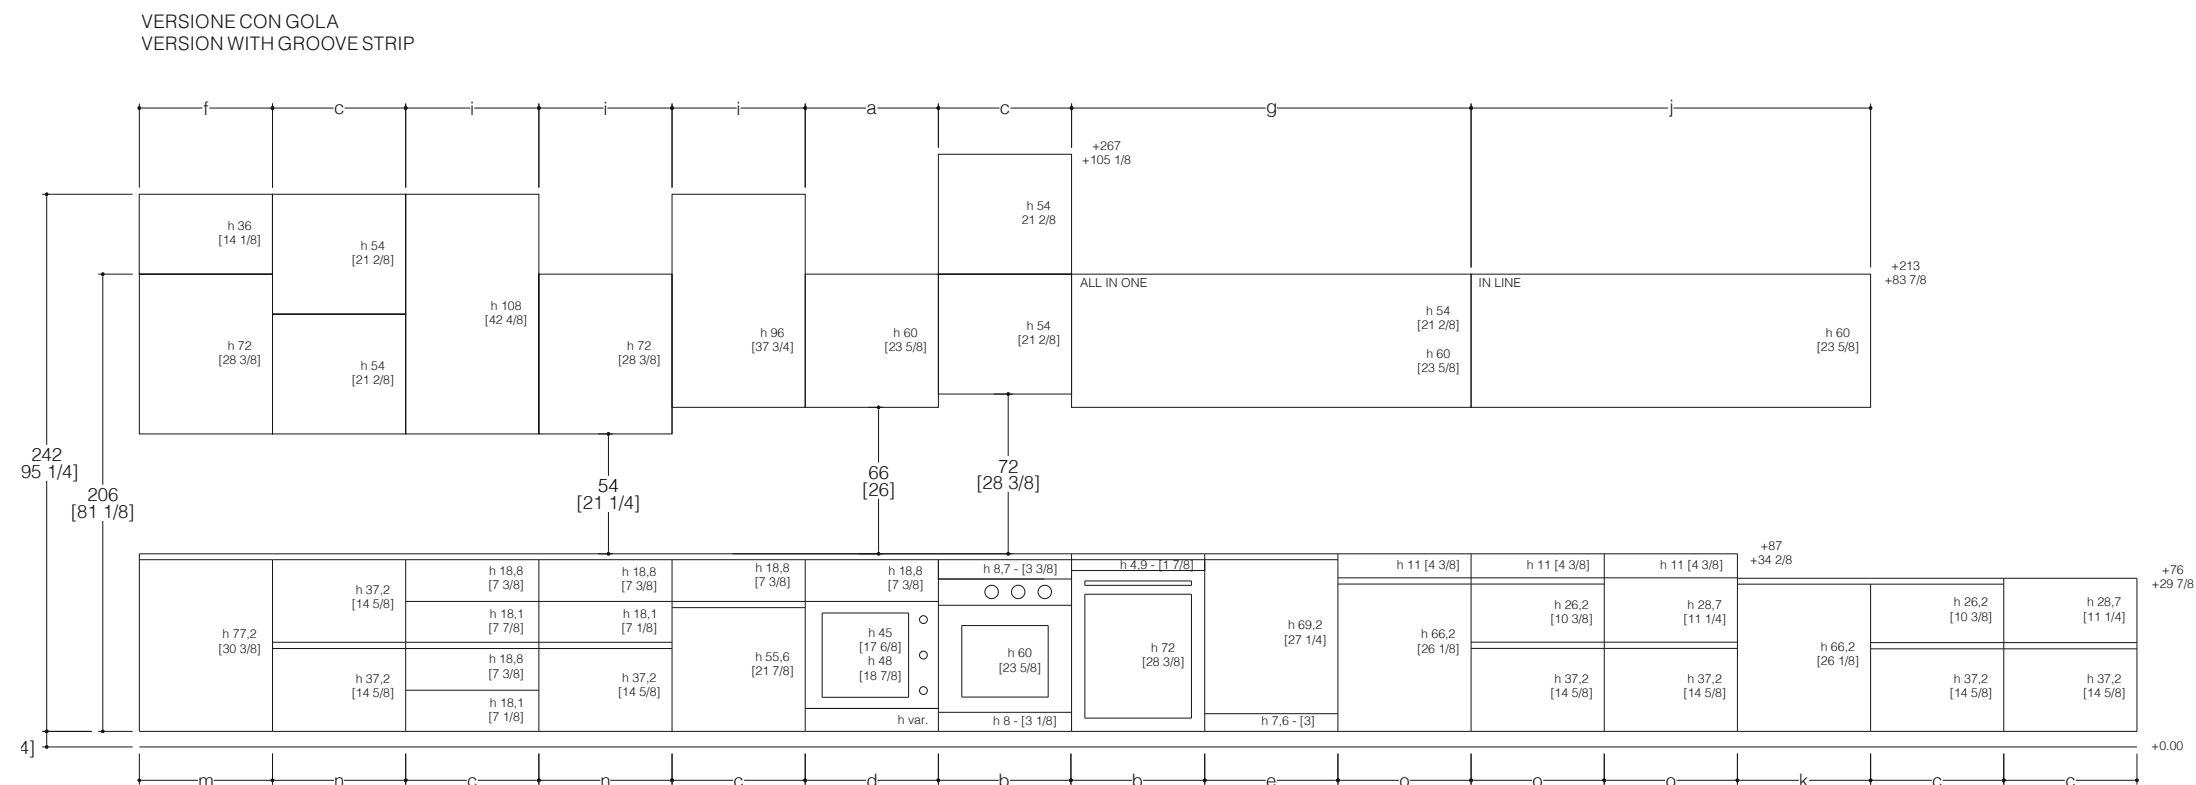 VERSIONE CON GOLA
VERSION WITH GROOVE STRIP
f c i i i a c g j
+267
+105 1/8
h 36
[14 1/8]
h 54
[21 2/8]
h 54
21 2/8
+213
+83 7/8
ALL IN ONE
IN LINE
h 108
[42 4/8]
h 72
[28 3/8]
h 54
[21 2/8]
h 72
[28 3/8]
h 96
[37 3/4]
h 60
[23 5/8]
h 54
[21 2/8]
h 54
[21 2/8]
h 60
[23 5/8]
h 60
[23 5/8]
242
95 1/4]
206
[81 1/8]
54
[21 1/4]
66
[26]
72
[28 3/8]
+87
+34 2/8
+76
+29 7/8
h 77,2
[30 3/8]
h 37,2
[14 5/8]
h 37,2
[14 5/8]
h 18,8
[7 3/8]
h 18,1
[7 7/8]
h 18,8
[7 3/8]
h 18,1
[7 1/8]
h 18,8
[7 3/8]
h 18,1
[7 1/8]
h 37,2
[14 5/8]
h 18,8
[7 3/8]
h 55,6
[21 7/8]
h 18,8
[7 3/8]
h 45
[17 6/8]
h 48
[18 7/8]
h var.
h 8,7 - [3 3/8]
h 60
[23 5/8]
h 8 - [3 1/8]
h 4,9 - [1 7/8]
h 72
[28 3/8]
h 69,2
[27 1/4]
h 7,6 - [3]
h 11 [4 3/8]
h 66,2
[26 1/8]
h 11 [4 3/8]
h 26,2
[10 3/8]
h 37,2
[14 5/8]
h 11 [4 3/8]
h 28,7
[11 1/4]
h 37,2
[14 5/8]
h 66,2
[26 1/8]
h 26,2
[10 3/8]
h 37,2
[14 5/8]
h 28,7
[11 1/4]
h 37,2
[14 5/8]
4]
+0.00
m n c n c d b b e o o o k c c